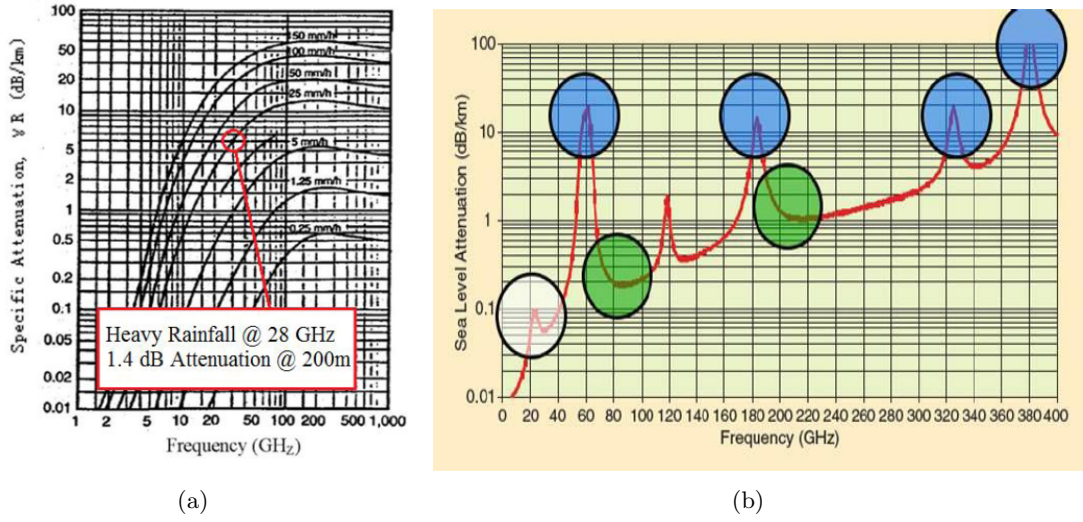 Specific Attenuation, γR (dB/km)
100
50
20
10
5
2
1
0.5
0.2
0.1
0.05
0.02
0.01
150 mm/h
100 mm/h
50 mm/h
25 mm/h
5 mm/h
1.25 mm/h
0.25 mm/h
Heavy Rainfall @ 28 GHz
1.4 dB Attenuation @ 200m
1 2 5 10 20 50 100 200 500 1,000
Frequency (GHz)
(a)
Sea Level Attenuation (dB/km)
100
10
1
0.1
0.01
0 20 40 60 80 100 120 140 160 180 200 220 240 260 280 300 320 340 360 380 400
Frequency (GHz)
(b)